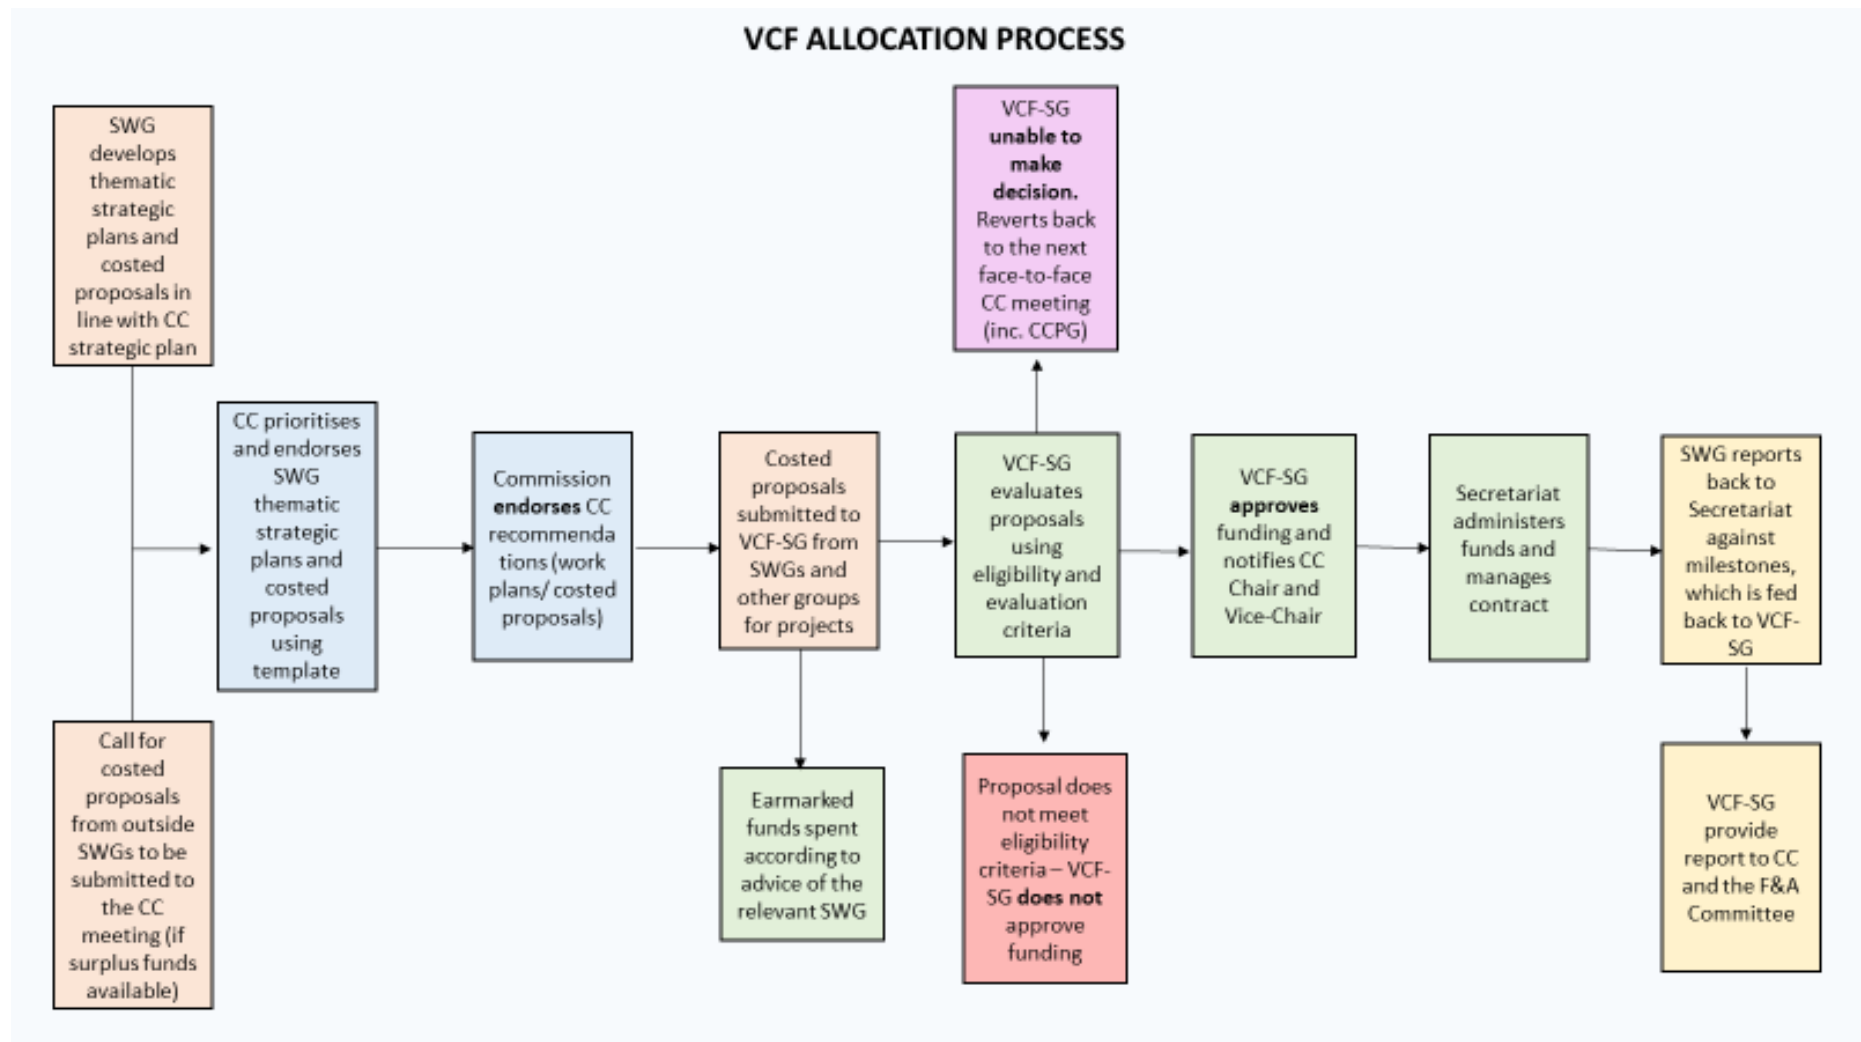 VCF ALLOCATION PROCESS
SWG
develops
thematic
strategic
plans and
costed
proposals in
line with CC
strategic plan
Call for
costed
proposals
from outside
SWGs to be
submitted to
the CC
meeting (if
surplus funds
available)
CC prioritises
and endorses
SWG
thematic
strategic
plans and
costed
proposals
using
template
Commission
endorses CC
recommenda
tions (work
plans/ costed
proposals)
Costed
proposals
submitted to
VCF-SG from
SWGs and
other groups
for projects
Earmarked
funds spent
according to
advice of the
relevant SWG
VCF-SG
evaluates
proposals
using
eligibility and
evaluation
criteria
VCF-SG
unable to
make
decision.
Reverts back
to the next
face-to-face
CC meeting
(inc. CCPG)
Proposal does
not meet
eligibility
criteria – VCF-
SG does not
approve
funding
VCF-SG
approves
funding and
notifies CC
Chair and
Vice-Chair
Secretariat
administers
funds and
manages
contract
SWG reports
back to
Secretariat
against
milestones,
which is fed
back to VCF-
SG
VCF-SG
provide
report to CC
and the F&A
Committee